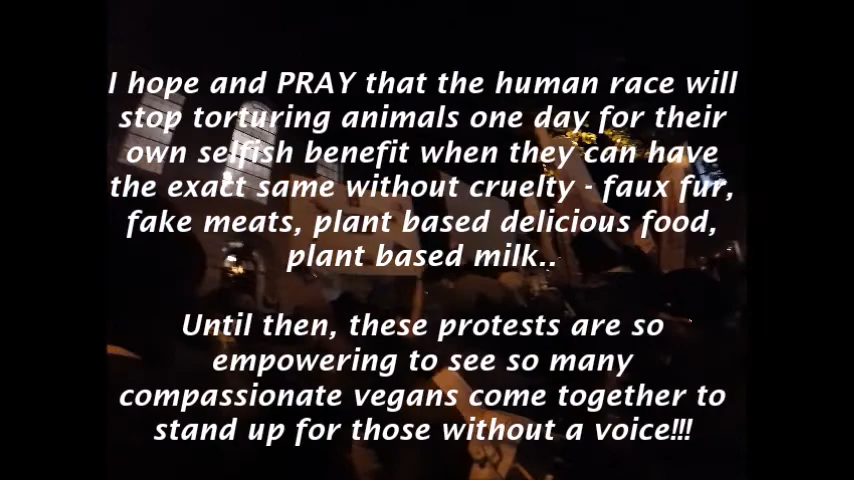 I hope and PRAY that the human race will
stop torturing animals one day for their
own selfish benefit when they can have
the exact same without cruelty - faux fur,
fake meats, plant based delicious food,
plant based milk..
Until then, these protests are so
empowering to see so many
compassionate vegans come together to
stand up for those without a voice!!!